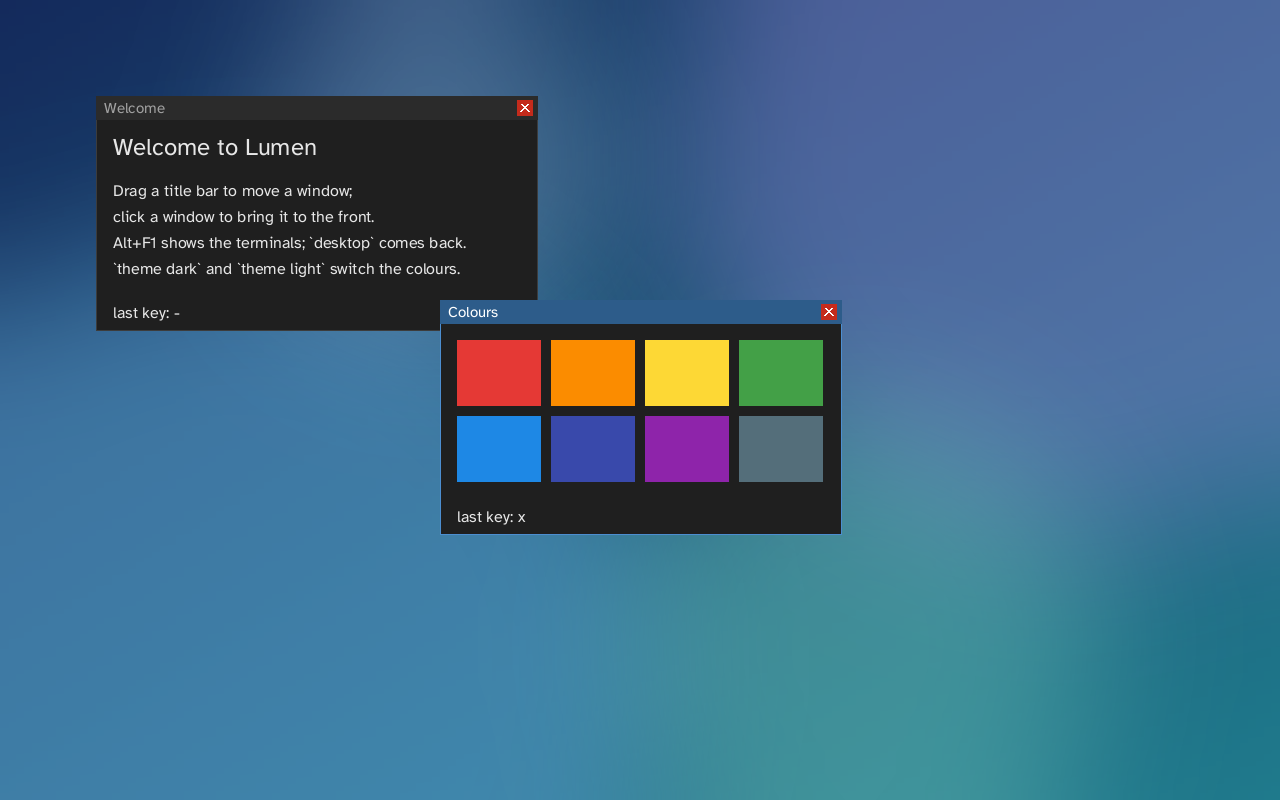 Welcome
Welcome to Lumen
Drag a title bar to move a window;
click a window to bring it to the front.
Alt+F1 shows the terminals; `desktop` comes back.
`theme dark` and `theme light` switch the colours.
last key: -
Colours
last key: x